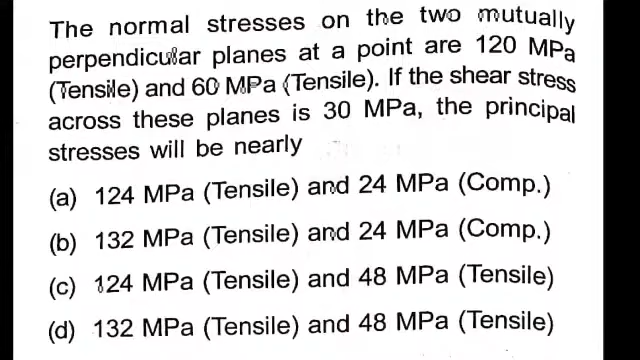 The normal stresses on the two mutually
perpendicular planes at a point are 120 MPa
(Tensile) and 60 MPa (Tensile). If the shear stress
across these planes is 30 MPa, the principal
stresses will be nearly
(a) 124 MPa (Tensile) and 24 MPa (Comp.)
(b) 132 MPa (Tensile) and 24 MPa (Comp.)
(c) 124 MPa (Tensile) and 48 MPa (Tensile)
(d) 132 MPa (Tensile) and 48 MPa (Tensile)